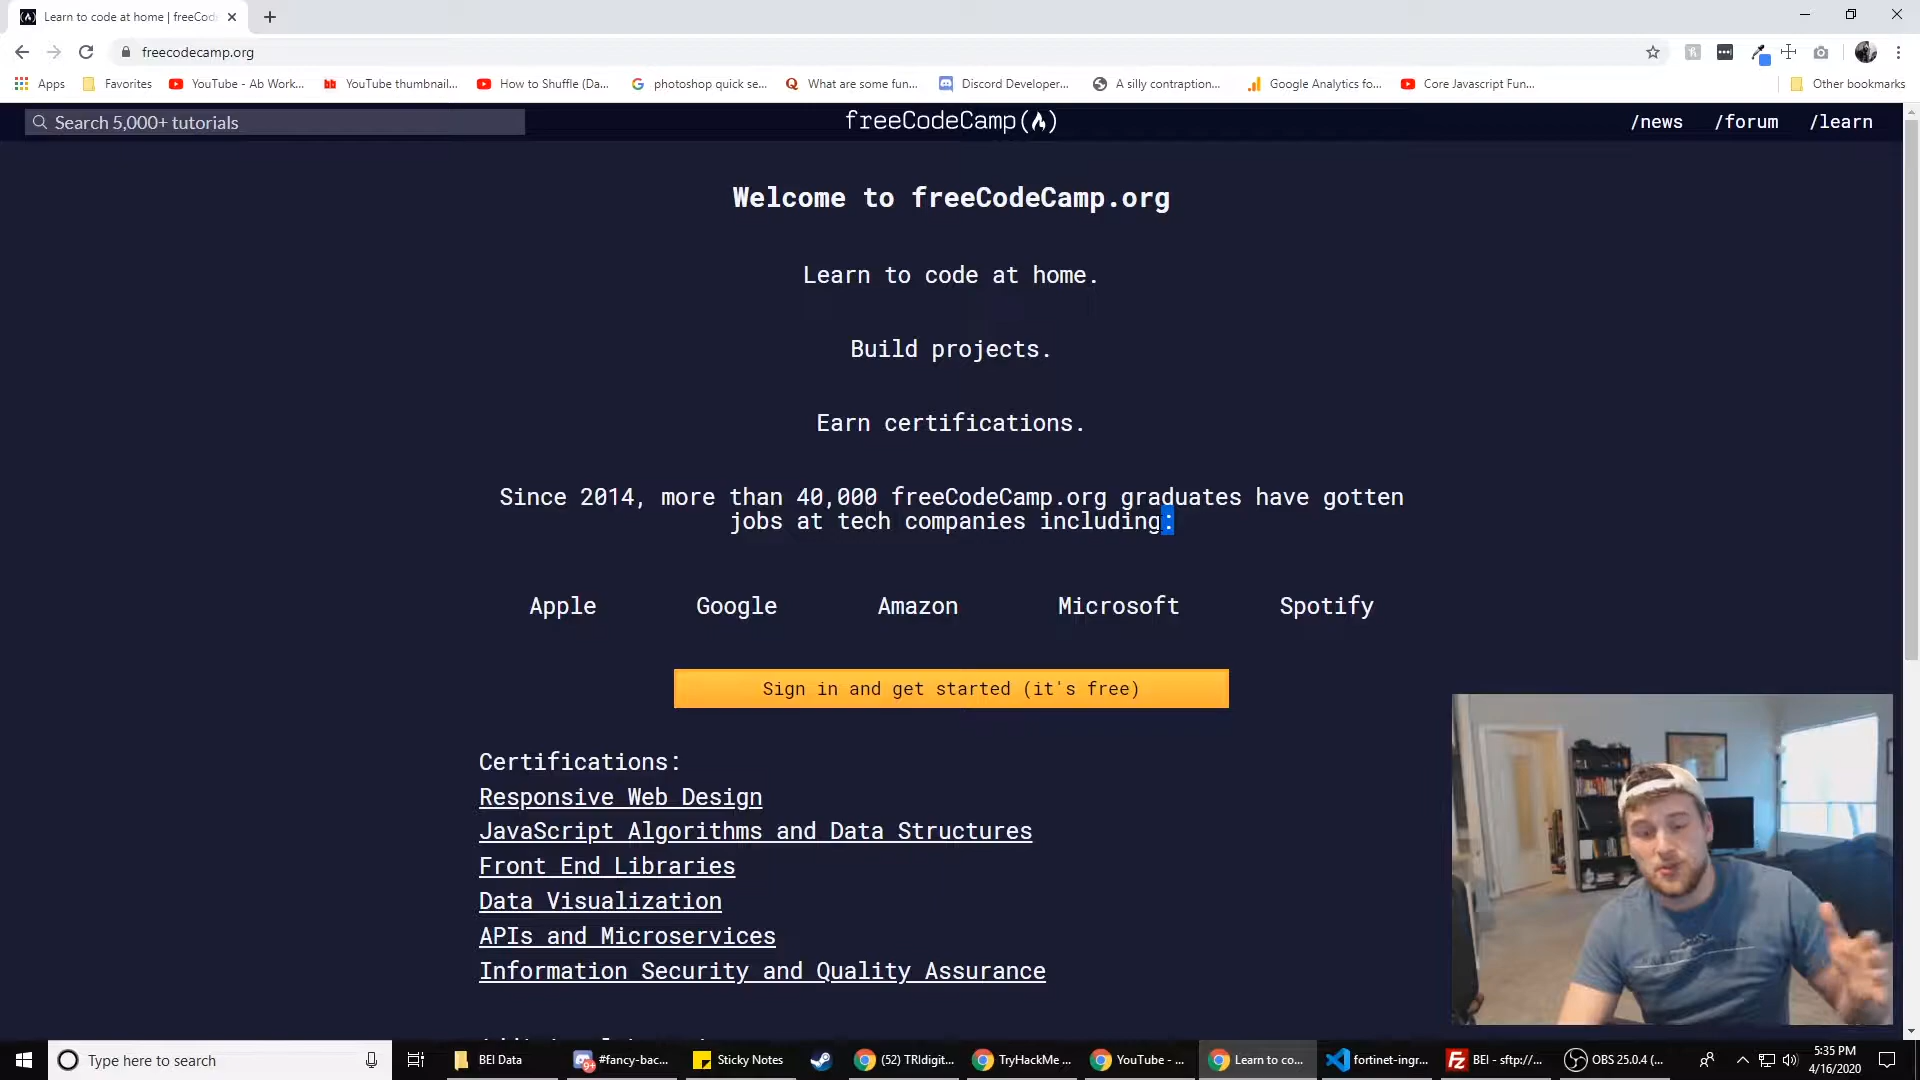 Learn to code at home | freeCod
freecodecamp.org
Apps
Favorites
YouTube - Ab Work...
YouTube thumbnail...
How to Shuffle (Da...
photoshop quick se...
What are some fun...
Discord Developer...
A silly contraption...
Google Analytics fo...
Core Javascript Fun...
Other bookmarks
Search 5,000+ tutorials
freeCodeCamp
/news
/forum
/learn
Welcome to freeCodeCamp.org
Learn to code at home.
Build projects.
Earn certifications.
Since 2014, more than 40,000 freeCodeCamp.org graduates have gotten
jobs at tech companies including:
Apple
Google
Amazon
Microsoft
Spotify
Sign in and get started (it's free)
Certifications:
Responsive Web Design
JavaScript Algorithms and Data Structures
Front End Libraries
Data Visualization
APIs and Microservices
Information Security and Quality Assurance
Type here to search
BEI Data
9+
#fancy-bac...
Sticky Notes
(52) TRIdigit...
TryHackMe ...
YouTube - ...
Learn to co...
fortinet-ingr...
BEI - sftp://...
OBS 25.0.4 (...
5:35 PM
4/16/2020